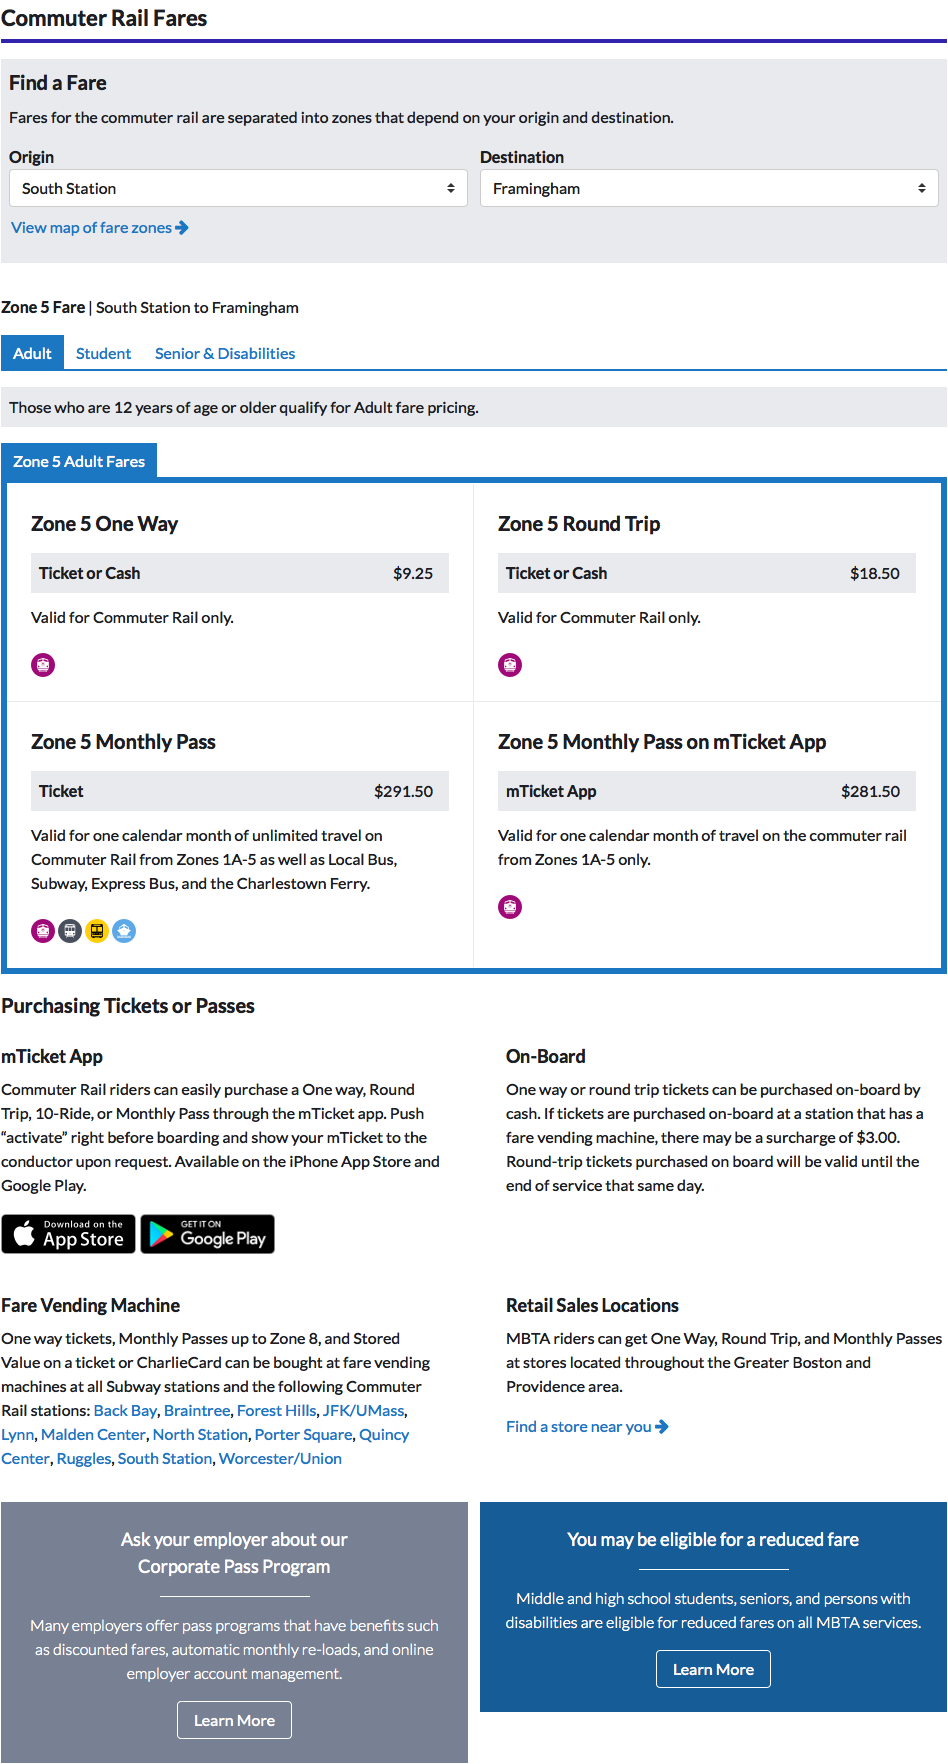 Commuter Rail Fares
Find a Fare
Fares for the commuter rail are separated into zones that depend on your origin and destination.
Origin
South Station
Destination
Framingham
View map of fare zones
Zone 5 Fare | South Station to Framingham
Adult Student Senior & Disabilities
Those who are 12 years of age or older qualify for Adult fare pricing.
Zone 5 Adult Fares
Zone 5 One Way
Ticket or Cash $9.25
Valid for Commuter Rail only.
Zone 5 Round Trip
Ticket or Cash $18.50
Valid for Commuter Rail only.
Zone 5 Monthly Pass
Ticket $291.50
Valid for one calendar month of unlimited travel on
Commuter Rail from Zones 1A-5 as well as Local Bus,
Subway, Express Bus, and the Charlestown Ferry.
Zone 5 Monthly Pass on mTicket App
mTicket App $281.50
Valid for one calendar month of travel on the commuter rail
from Zones 1A-5 only.
Purchasing Tickets or Passes
mTicket App
Commuter Rail riders can easily purchase a One way, Round
Trip, 10-Ride, or Monthly Pass through the mTicket app. Push
“activate” right before boarding and show your mTicket to the
conductor upon request. Available on the iPhone App Store and
Google Play.
Download on the
App Store
GET IT ON
Google Play
On-Board
One way or round trip tickets can be purchased on-board by
cash. If tickets are purchased on-board at a station that has a
fare vending machine, there may be a surcharge of $3.00.
Round-trip tickets purchased on board will be valid until the
end of service that same day.
Fare Vending Machine
One way tickets, Monthly Passes up to Zone 8, and Stored
Value on a ticket or CharlieCard can be bought at fare vending
machines at all Subway stations and the following Commuter
Rail stations: Back Bay, Braintree, Forest Hills, JFK/UMass,
Lynn, Malden Center, North Station, Porter Square, Quincy
Center, Ruggles, South Station, Worcester/Union
Retail Sales Locations
MBTA riders can get One Way, Round Trip, and Monthly Passes
at stores located throughout the Greater Boston and
Providence area.
Find a store near you
Ask your employer about our
Corporate Pass Program
Many employers offer pass programs that have benefits such
as discounted fares, automatic monthly re-loads, and online
employer account management.
Learn More
You may be eligible for a reduced fare
Middle and high school students, seniors, and persons with
disabilities are eligible for reduced fares on all MBTA services.
Learn More